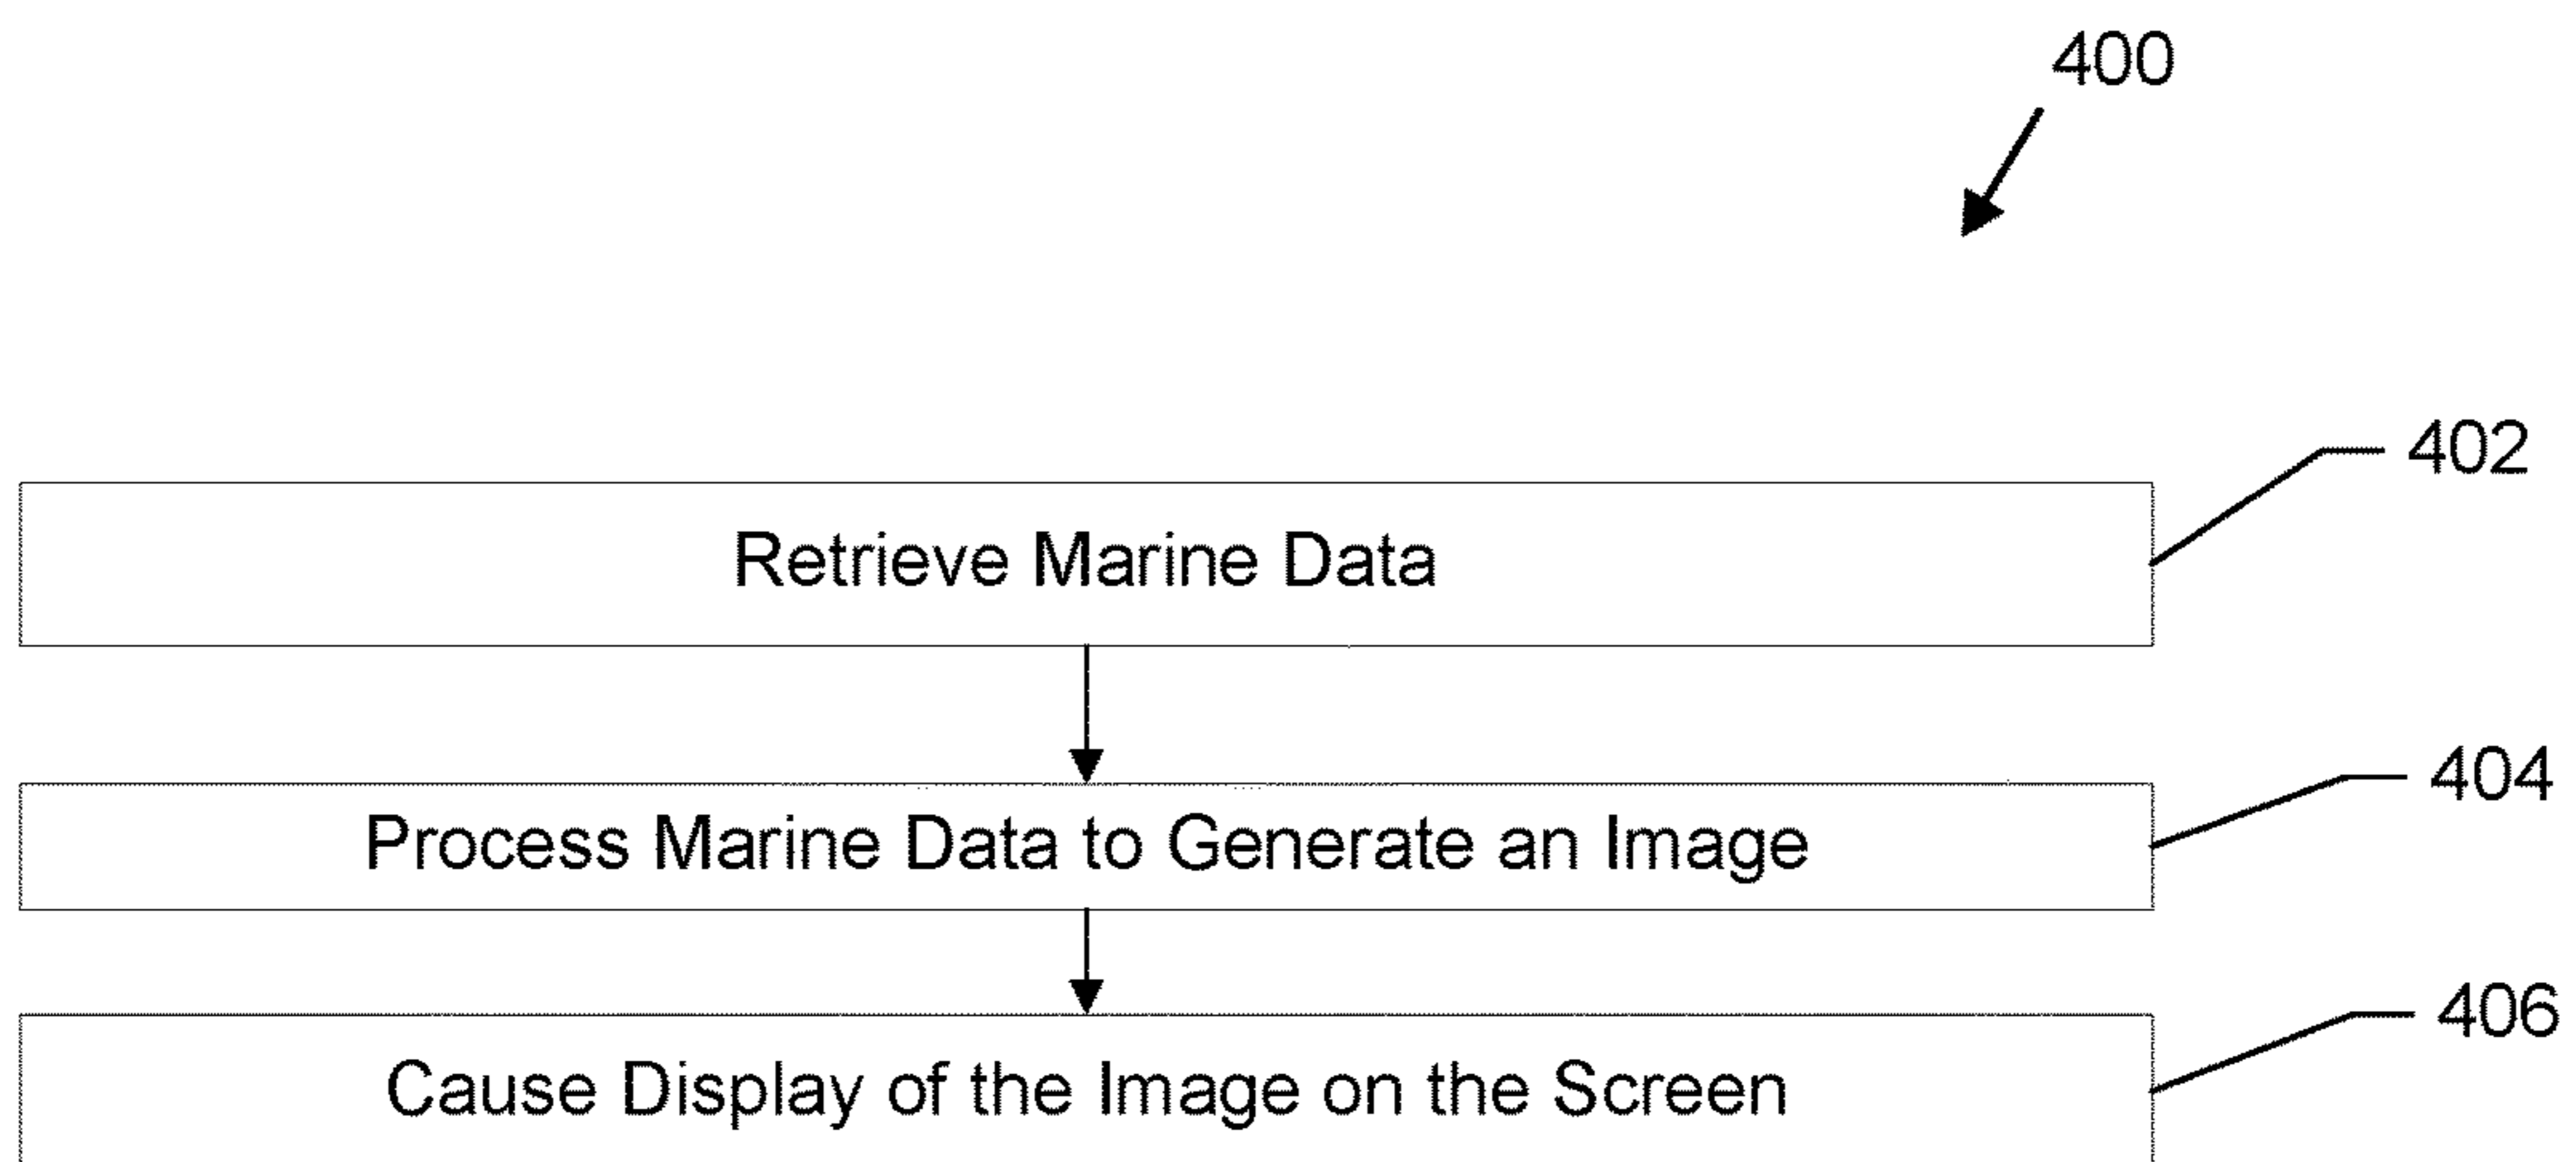 400
402
Retrieve Marine Data
404
Process Marine Data to Generate an Image
406
Cause Display of the Image on the Screen